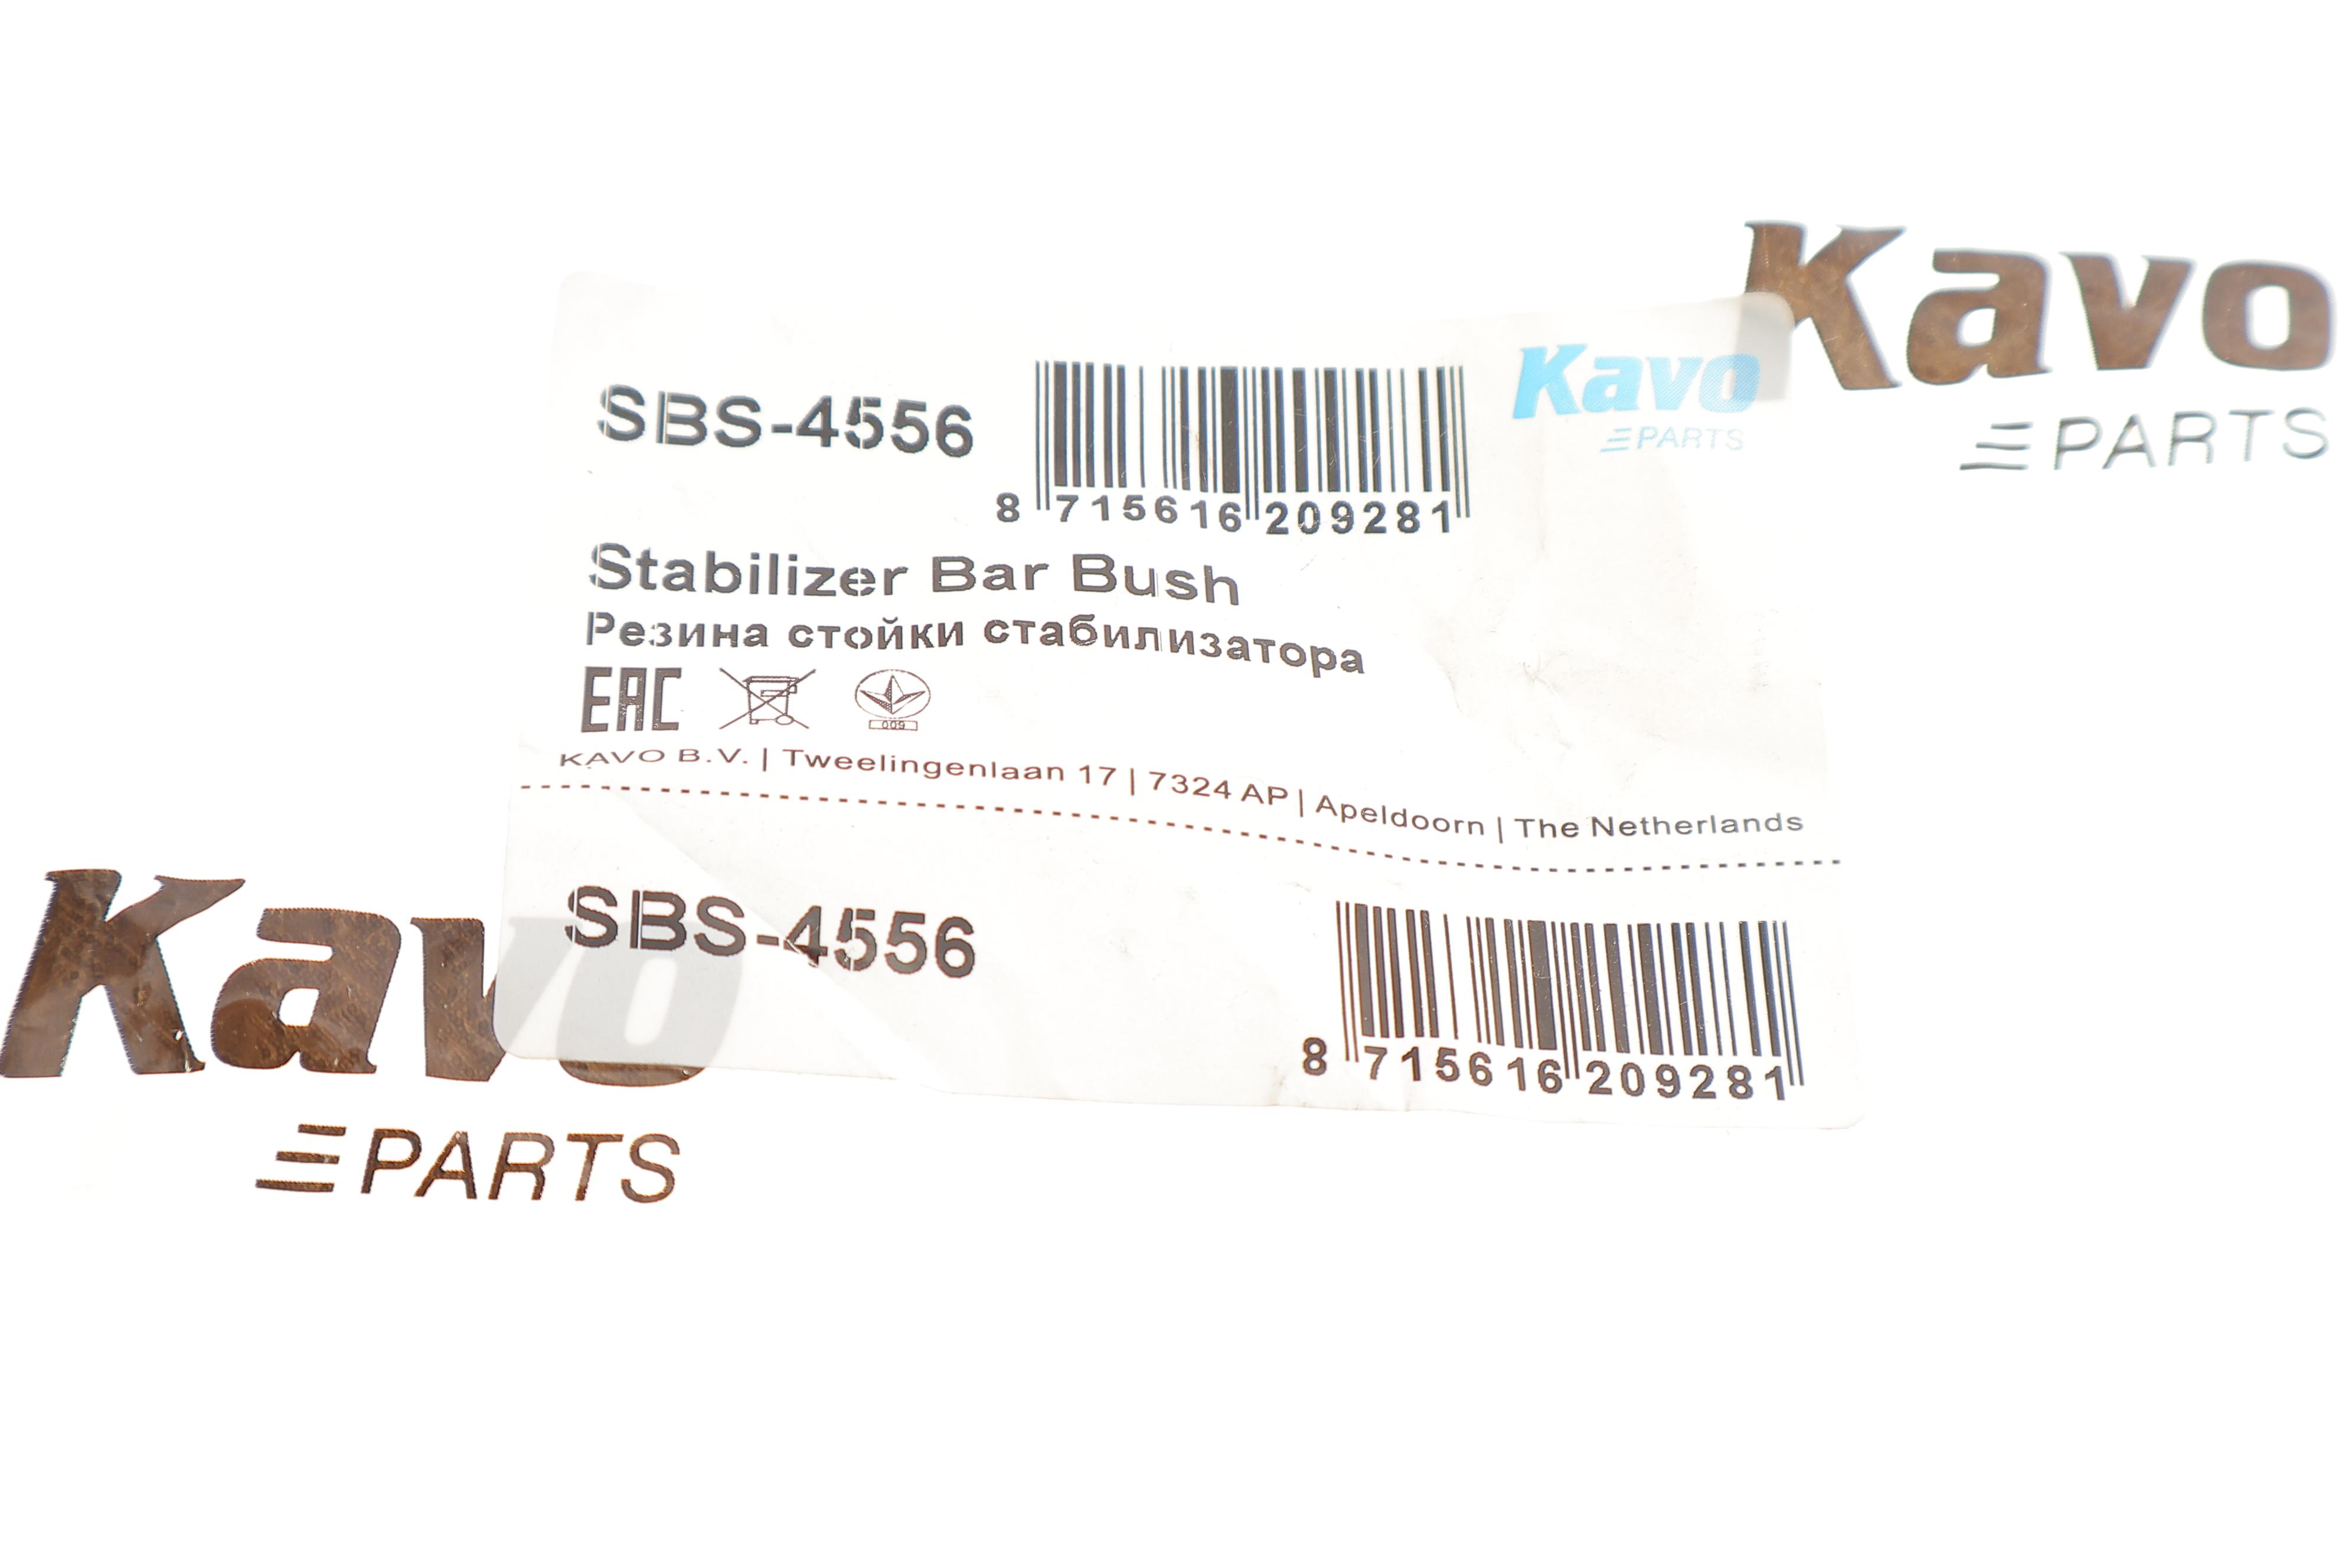 Kavo
PARTS
Kavo
PARTS
SBS-4556
8 715616 209281
Stabilizer Bar Bush
Резина стойки стабилизатора
EAC
009
KAVO B.V. | Tweelingenlaan 17 | 7324 AP | Apeldoorn | The Netherlands
SBS-4556
8 715616 209281
Kavo
PARTS